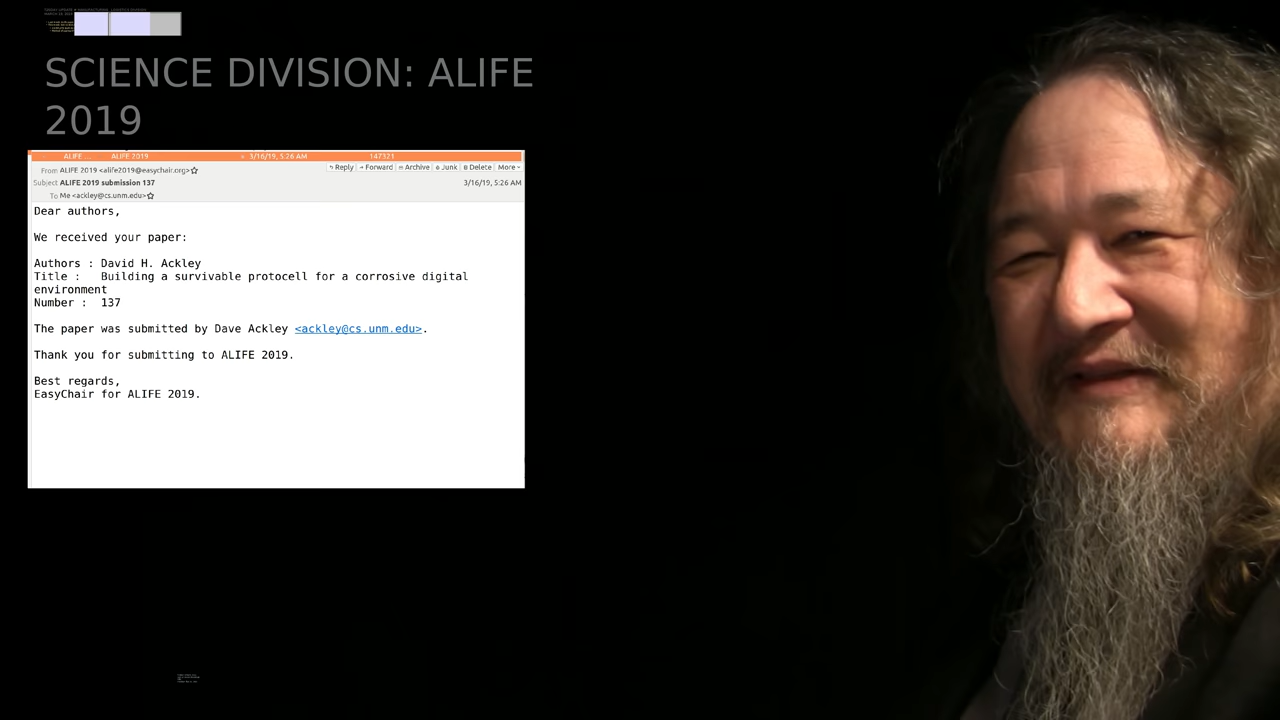 SCIENCE DIVISION: ALIFE
2019
ALIFE ... ALIFE 2019 3/16/19, 5:26 AM 147321
From ALIFE 2019 <alife2019@easychair.org> Reply Forward Archive Junk Delete More
Subject ALIFE 2019 submission 137 3/16/19, 5:26 AM
To Me <ackley@cs.unm.edu>
Dear authors,
We received your paper:
Authors : David H. Ackley
Title : Building a survivable protocell for a corrosive digital
environment
Number : 137
The paper was submitted by Dave Ackley <ackley@cs.unm.edu>.
Thank you for submitting to ALIFE 2019.
Best regards,
EasyChair for ALIFE 2019.